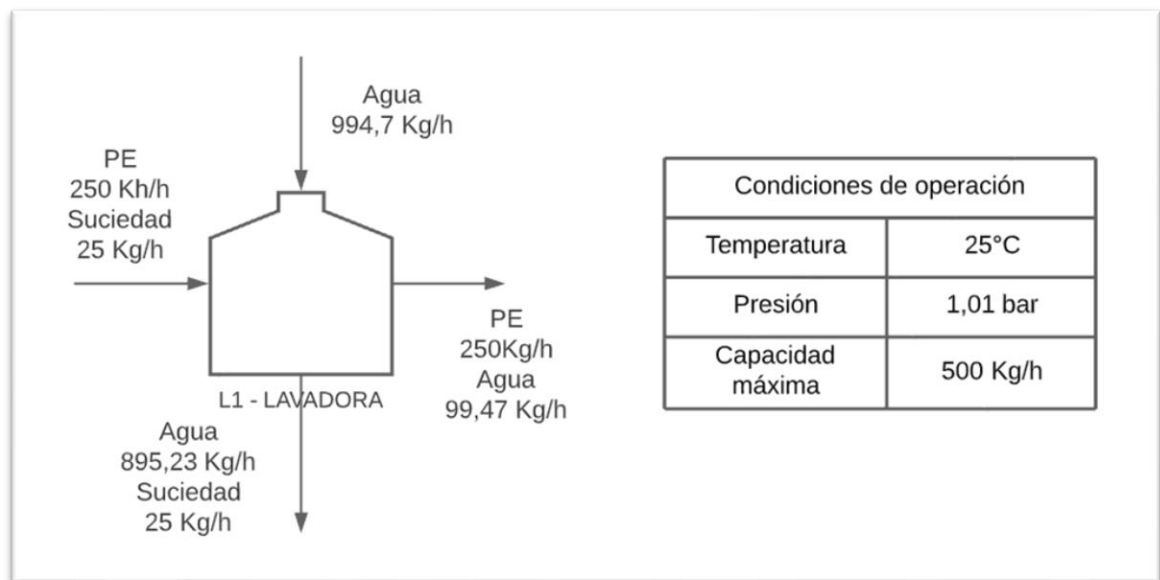 Agua
994,7 Kg/h
PE
250 Kh/h
Suciedad
25 Kg/h
PE
250Kg/h
Agua
99,47 Kg/h
L1 - LAVADORA
Agua
895,23 Kg/h
Suciedad
25 Kg/h
Condiciones de operación
Temperatura
25°C
Presión
1,01 bar
Capacidad
máxima
500 Kg/h